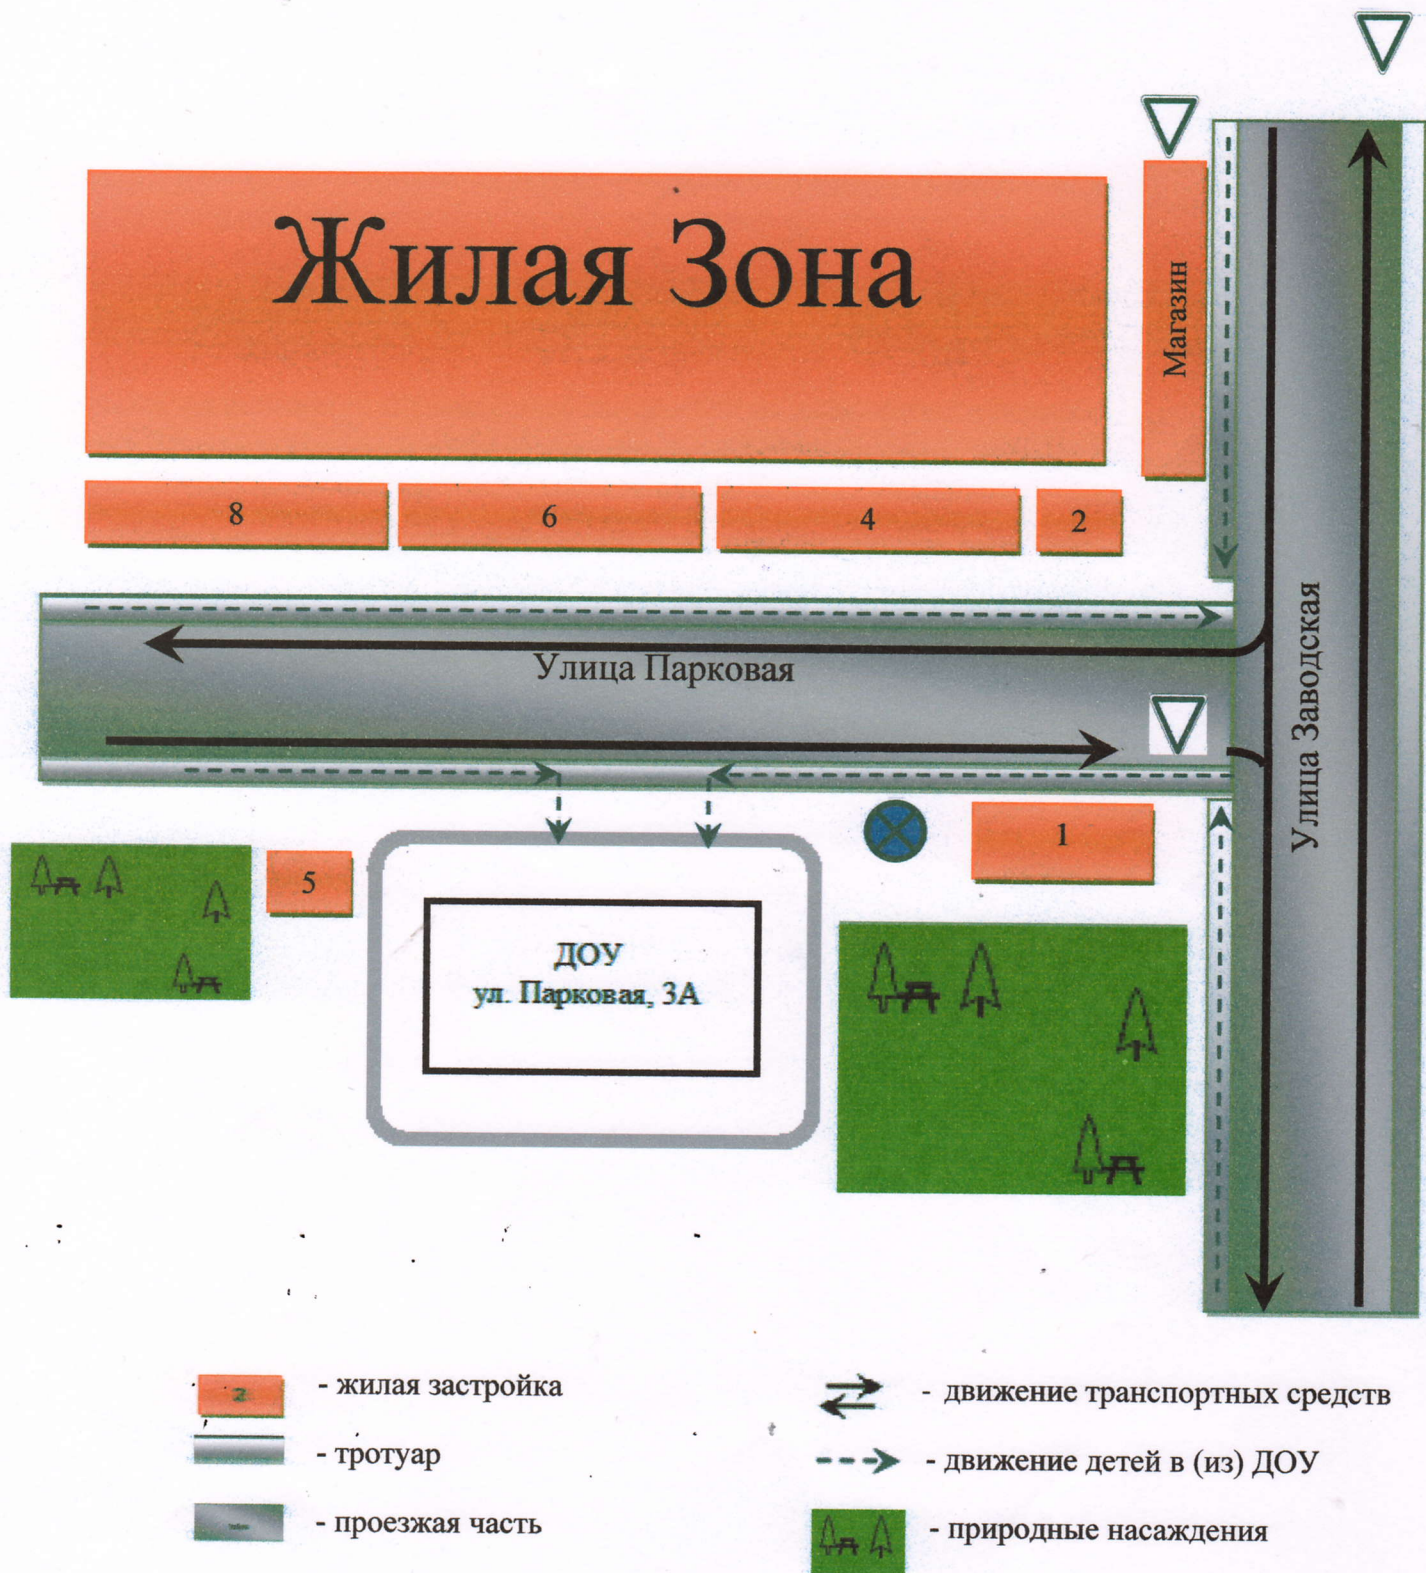 Жилая Зона
Магазин
8
6
4
2
Улица Парковая
Улица Заводская
1
5
ДОУ
ул. Парковая, 3А
2
- жилая застройка
- тротуар
- проезжая часть
- движение транспортных средств
- движение детей в (из) ДОУ
- природные насаждения